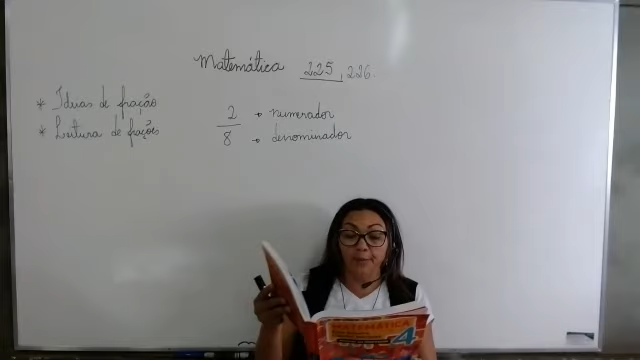 Matemática 225, 226.
* Ideias de fração
* Leitura de frações
2 → numerador
8 → denominador
MATEMÁTICA
4